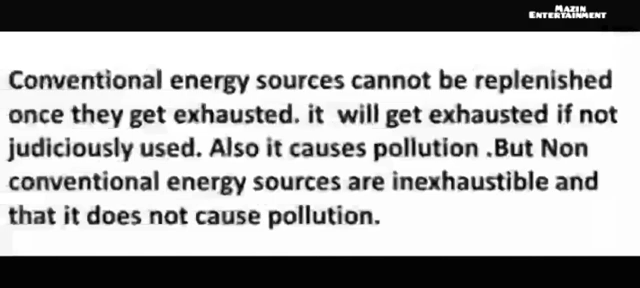 MAZIN
ENTERTAINMENT
Conventional energy sources cannot be replenished
once they get exhausted. it  will get exhausted if not
judiciously used. Also it causes pollution .But Non
conventional energy sources are inexhaustible and
that it does not cause pollution.